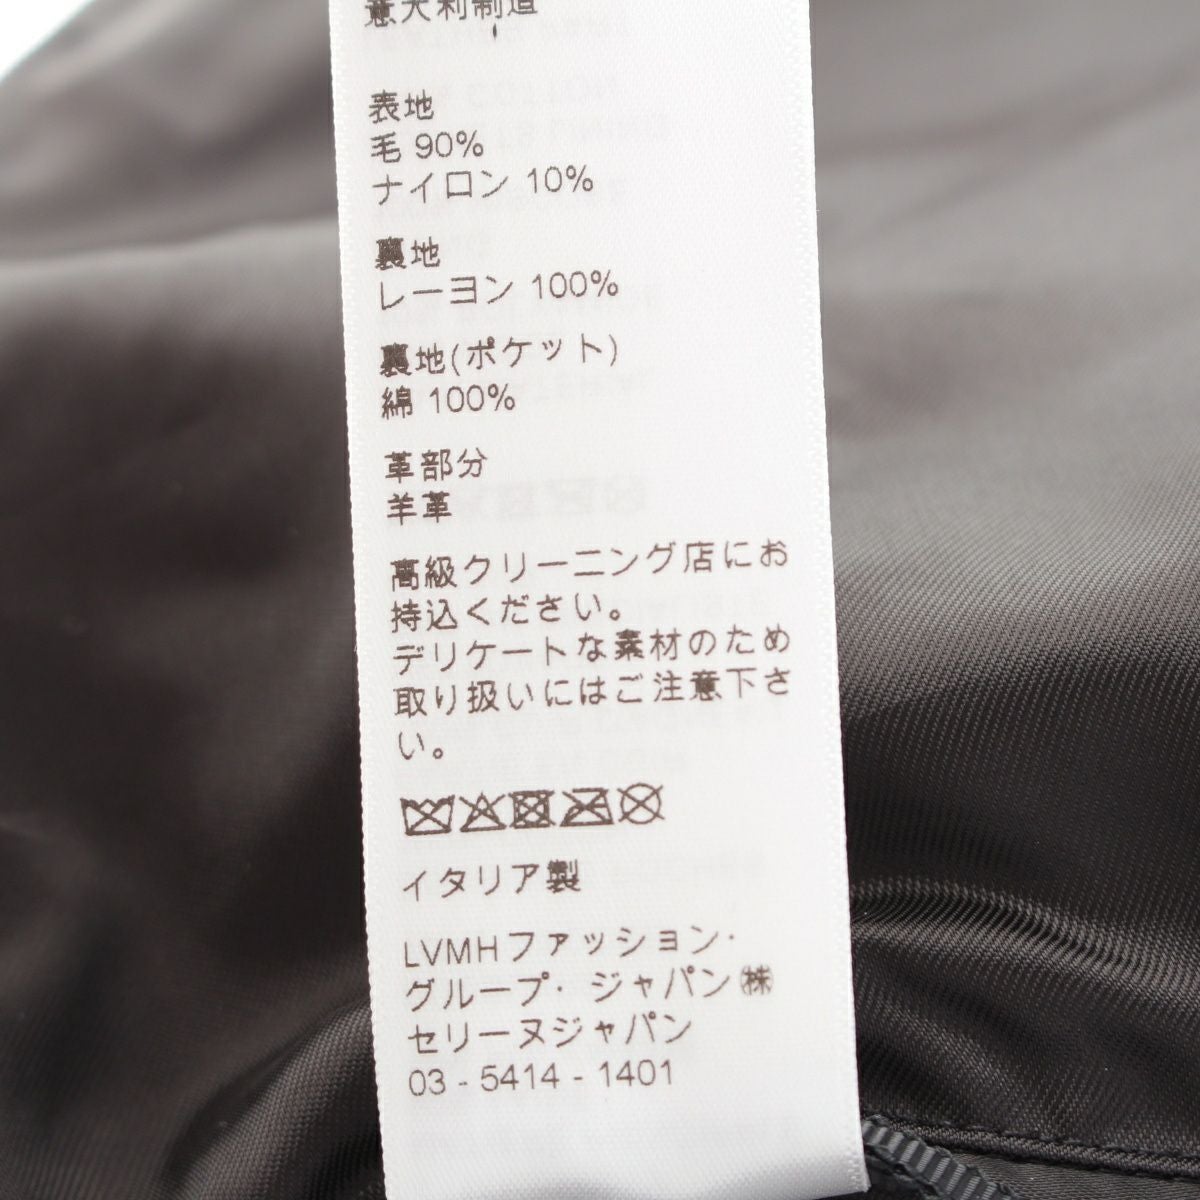 意大利制造
表地
毛 90%
ナイロン 10%
裏地
レーヨン 100%
裏地(ポケット)
綿 100%
革部分
羊革
高級クリーニング店にお
持込ください。
デリケートな素材のため
取り扱いにはご注意下さ
い。
イタリア製
LVMHファッション・
グループ・ジャパン㈱
セリーヌジャパン
03 - 5414 - 1401